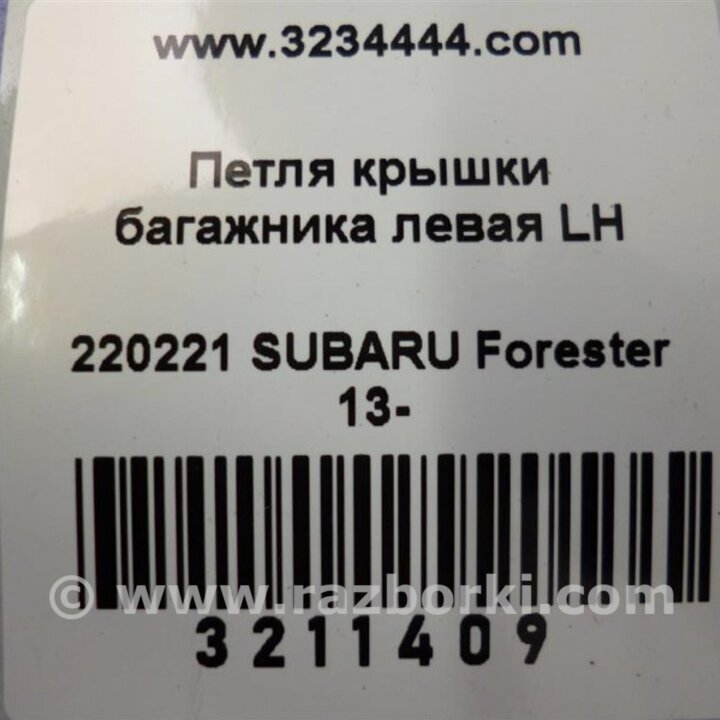 www.3234444.com
Петля крышки
багажника левая LH
220221 SUBARU Forester
13-
© www.razborki.com
3211409